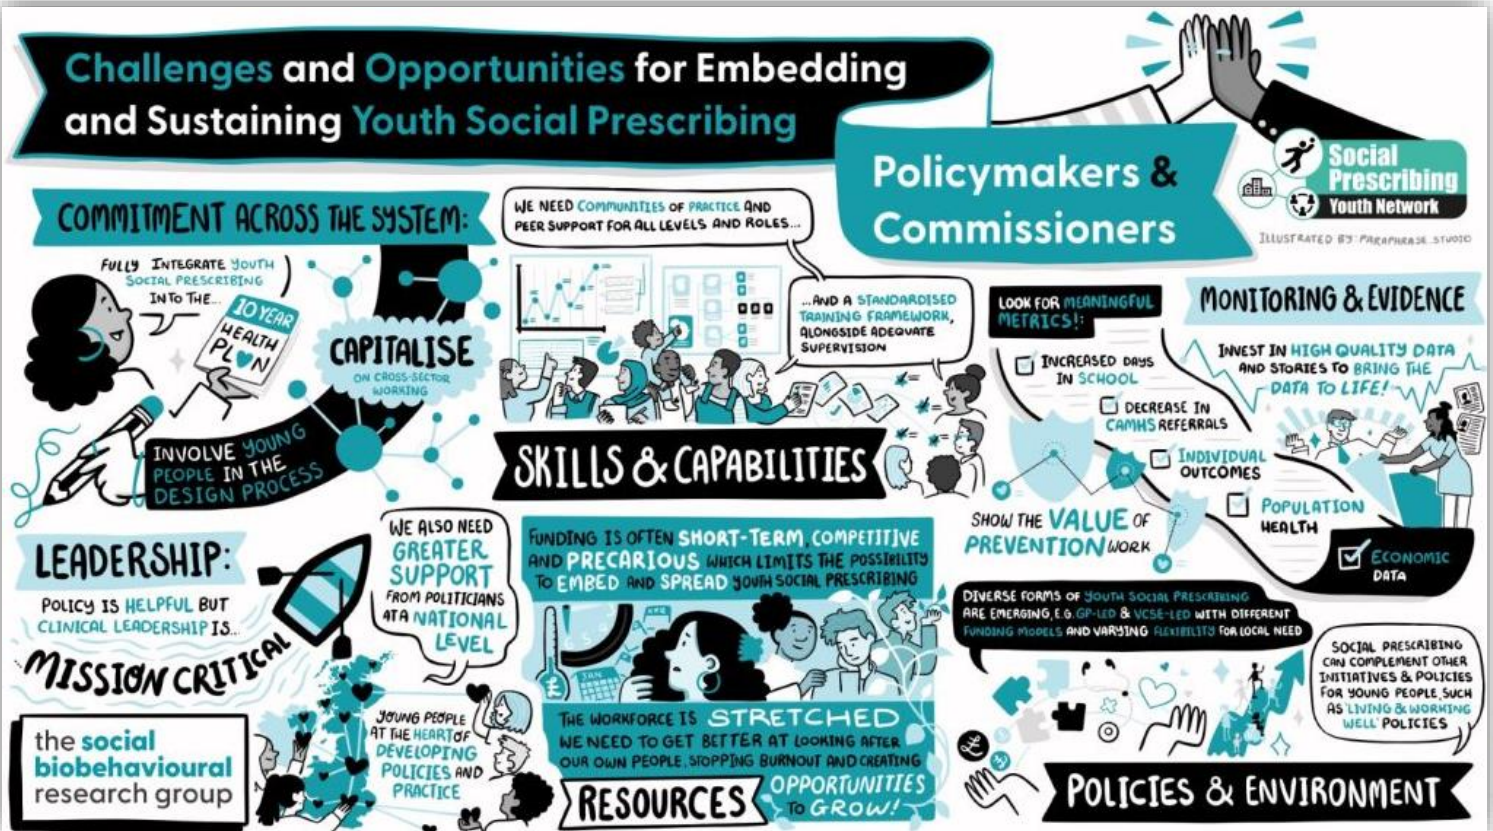 Challenges and Opportunities for Embedding
and Sustaining Youth Social Prescribing
Policymakers &
Commissioners
Social
Prescribing
Youth Network
ILLUSTRATED BY: PARAPHRASE.STUDIO
COMMITMENT ACROSS THE SYSTEM:
FULLY INTEGRATE YOUTH
SOCIAL PRESCRIBING
INTO THE...
10 YEAR
HEALTH
PLAN
CAPITALISE
ON CROSS-SECTOR
WORKING
INVOLVE YOUNG
PEOPLE IN THE
DESIGN PROCESS
WE NEED COMMUNITIES OF PRACTICE AND
PEER SUPPORT FOR ALL LEVELS AND ROLES...
...AND A STANDARDISED
TRAINING FRAMEWORK,
ALONGSIDE ADEQUATE
SUPERVISION
SKILLS & CAPABILITIES
LOOK FOR MEANINGFUL
METRICS!:
INCREASED DAYS
IN SCHOOL
DECREASE IN
CAMHS REFERRALS
INDIVIDUAL
OUTCOMES
POPULATION
HEALTH
ECONOMIC
DATA
MONITORING & EVIDENCE
INVEST IN HIGH QUALITY DATA
AND STORIES TO BRING THE
DATA TO LIFE!
SHOW THE VALUE OF
PREVENTION WORK
LEADERSHIP:
POLICY IS HELPFUL BUT
CLINICAL LEADERSHIP IS...
...MISSION CRITICAL
WE ALSO NEED
GREATER
SUPPORT
FROM POLITICIANS
AT A NATIONAL
LEVEL
YOUNG PEOPLE
AT THE HEART OF
DEVELOPING
POLICIES AND
PRACTICE
the social
biobehavioural
research group
FUNDING IS OFTEN SHORT-TERM, COMPETITIVE
AND PRECARIOUS WHICH LIMITS THE POSSIBILITY
TO EMBED AND SPREAD YOUTH SOCIAL PRESCRIBING
£
JAN
THE WORKFORCE IS STRETCHED
WE NEED TO GET BETTER AT LOOKING AFTER
OUR OWN PEOPLE, STOPPING BURNOUT AND CREATING
OPPORTUNITIES
TO GROW!
RESOURCES
DIVERSE FORMS OF YOUTH SOCIAL PRESCRIBING
ARE EMERGING, E.G. GP-LED & VCSE-LED WITH DIFFERENT
FUNDING MODELS AND VARYING FLEXIBILITY FOR LOCAL NEED
SOCIAL PRESCRIBING
CAN COMPLEMENT OTHER
INITIATIVES & POLICIES
FOR YOUNG PEOPLE, SUCH
AS 'LIVING & WORKING
WELL' POLICIES
POLICIES & ENVIRONMENT